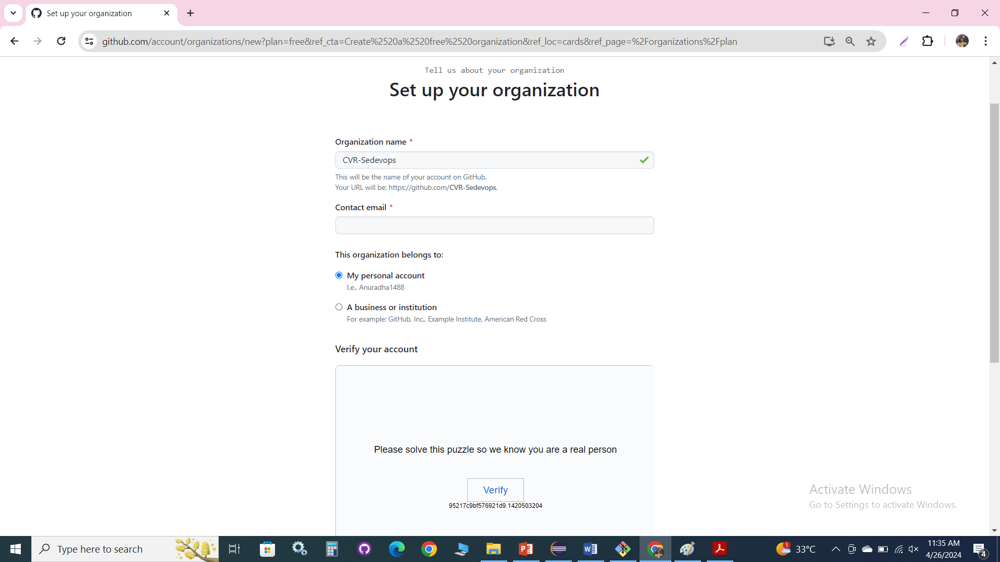 Set up your organization
github.com/account/organizations/new?plan=free&ref_cta=Create%2520a%2520free%2520organization&ref_loc=cards&ref_page=%2Forganizations%2Fplan
Tell us about your organization
Set up your organization
Organization name *
CVR-Sedevops
This will be the name of your account on GitHub.
Your URL will be: https://github.com/CVR-Sedevops.
Contact email *
This organization belongs to:
My personal account
I.e., Anuradha1488
A business or institution
For example: GitHub, Inc., Example Institute, American Red Cross
Verify your account
Please solve this puzzle so we know you are a real person
Verify
95217c9bf576921d9.1420503204
Activate Windows
Go to Settings to activate Windows.
Type here to search
1
33°C
11:35 AM
4/26/2024
4